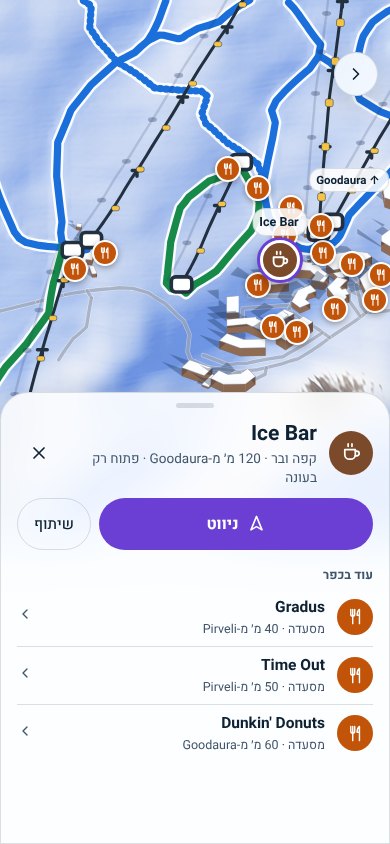 Goodaura ↑
Ice Bar
Ice Bar
קפה ובר · 120 מ׳ מ-Goodaura · פתוח רק
בעונה
ניווט
שיתוף
עוד בכפר
Gradus
מסעדה · 40 מ׳ מ-Pirveli
Time Out
מסעדה · 50 מ׳ מ-Pirveli
Dunkin' Donuts
מסעדה · 60 מ׳ מ-Goodaura